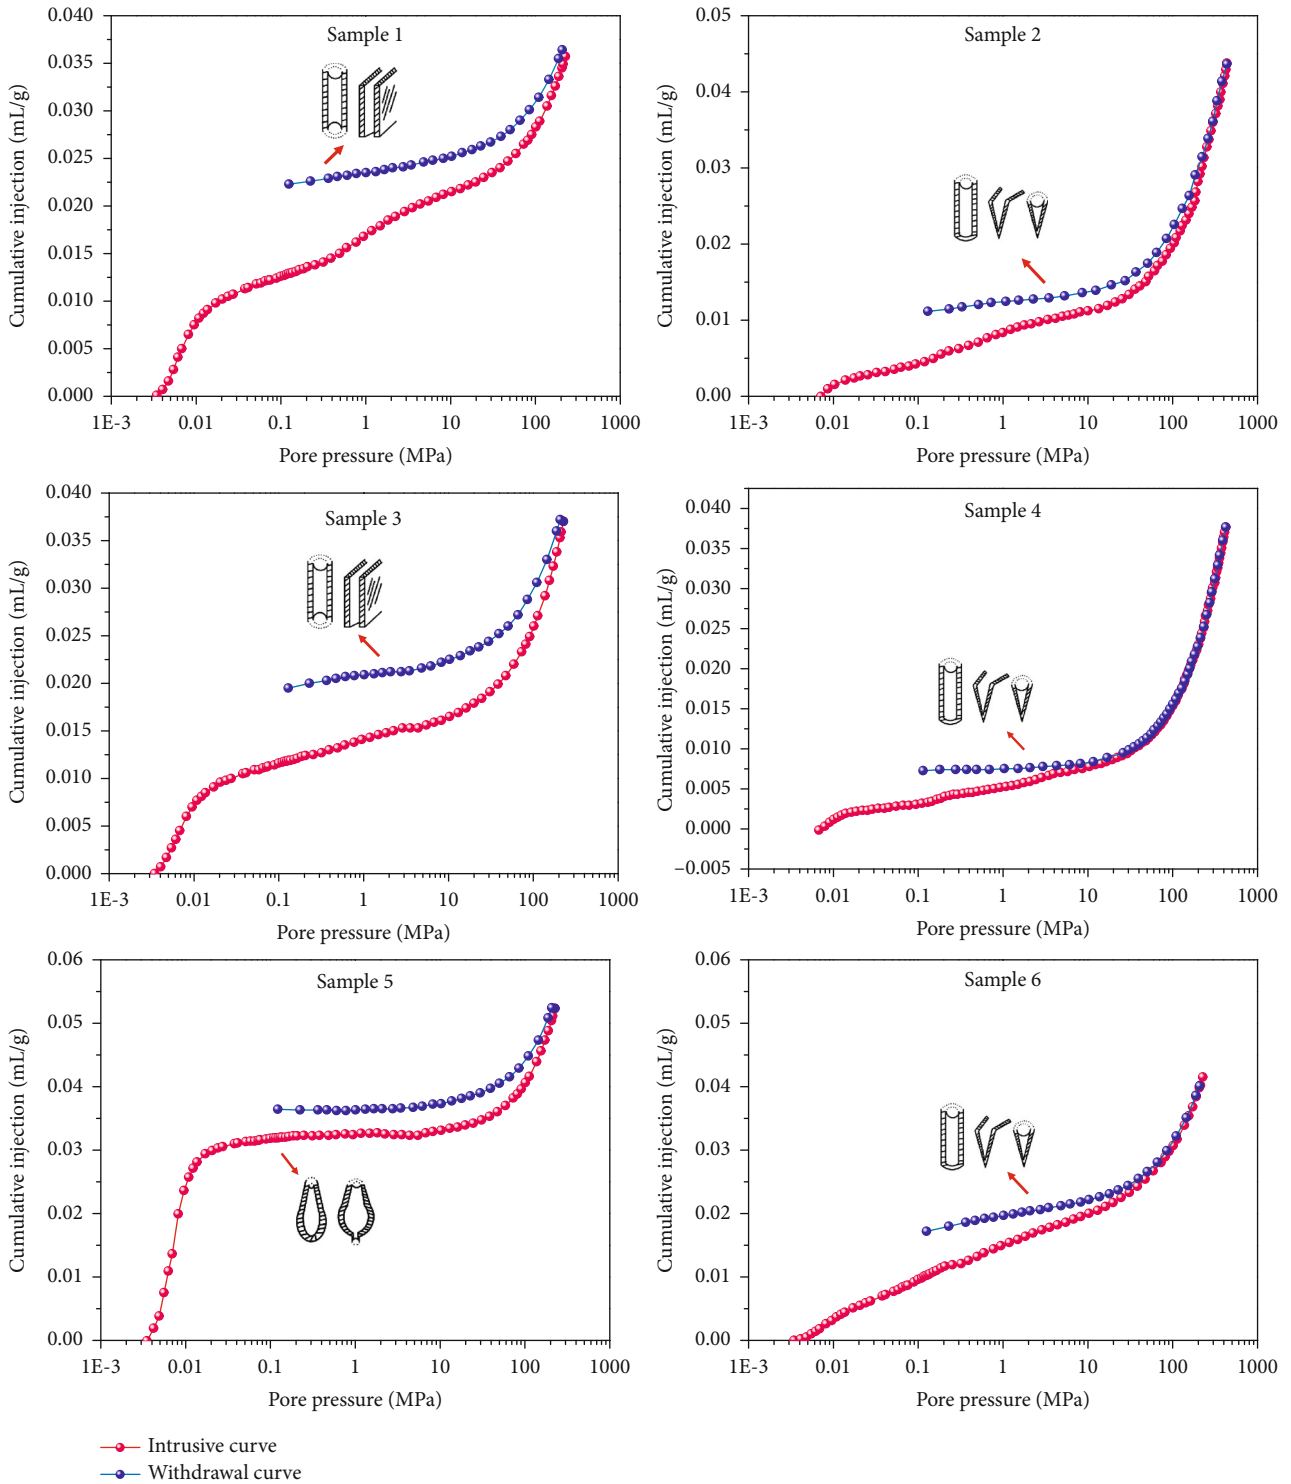 Sample 1
Cumulative injection (mL/g)
0.040
0.035
0.030
0.025
0.020
0.015
0.010
0.005
0.000
1E-3 0.01 0.1 1 10 100 1000
Pore pressure (MPa)
Sample 2
Cumulative injection (mL/g)
0.05
0.04
0.03
0.02
0.01
0.00
1E-3 0.01 0.1 1 10 100 1000
Pore pressure (MPa)
Sample 3
Cumulative injection (mL/g)
0.040
0.035
0.030
0.025
0.020
0.015
0.010
0.005
0.000
1E-3 0.01 0.1 1 10 100 1000
Pore pressure (MPa)
Sample 4
Cumulative injection (mL/g)
0.040
0.035
0.030
0.025
0.020
0.015
0.010
0.005
0.000
−0.005
1E-3 0.01 0.1 1 10 100 1000
Pore pressure (MPa)
Sample 5
Cumulative injection (mL/g)
0.06
0.05
0.04
0.03
0.02
0.01
0.00
1E-3 0.01 0.1 1 10 100 1000
Pore pressure (MPa)
Sample 6
Cumulative injection (mL/g)
0.06
0.05
0.04
0.03
0.02
0.01
0.00
1E-3 0.01 0.1 1 10 100 1000
Pore pressure (MPa)
Intrusive curve
Withdrawal curve